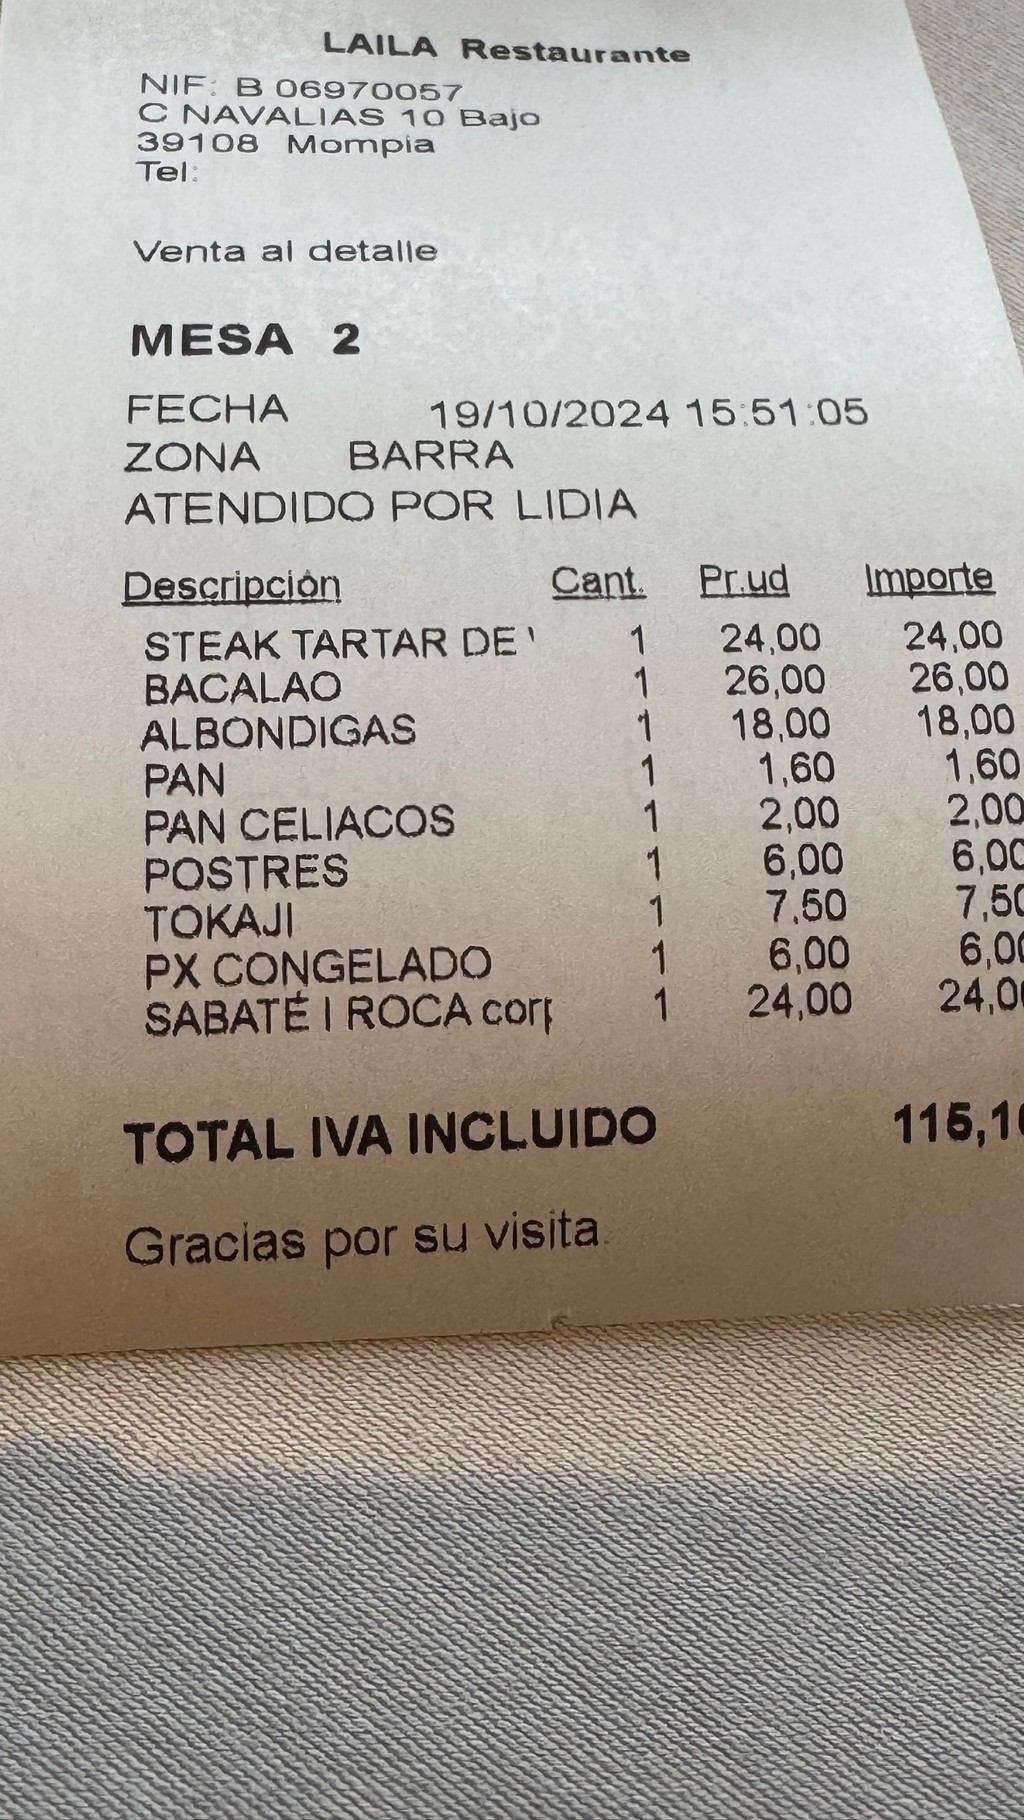 LAILA Restaurante
NIF: B 06970057
C NAVALIAS 10 Bajo
39108 Mompia
Tel:
Venta al detalle
MESA 2
FECHA 19/10/2024 15:51:05
ZONA BARRA
ATENDIDO POR LIDIA
Descripción Cant. Pr.ud Importe
STEAK TARTAR DE 1 24,00 24,00
BACALAO 1 26,00 26,00
ALBONDIGAS 1 18,00 18,00
PAN 1 1,60 1,60
PAN CELIACOS 1 2,00 2,00
POSTRES 1 6,00 6,00
TOKAJI 1 7,50 7,50
PX CONGELADO 1 6,00 6,00
SABATÉ I ROCA 1 24,00 24,00
TOTAL IVA INCLUIDO 115,10
Gracias por su visita